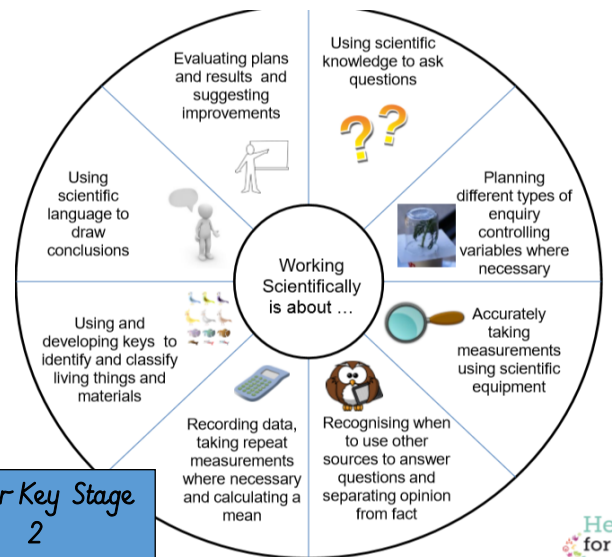 Using scientific
knowledge to ask
questions
Planning
different types of
enquiry
controlling
variables where
necessary
Accurately
taking
measurements
using scientific
equipment
Recognising when
to use other
sources to answer
questions and
separating opinion
from fact
Recording data,
taking repeat
measurements
where necessary
and calculating a
mean
Using and
developing keys to
identify and classify
living things and
materials
Using
scientific
language to
draw
conclusions
Evaluating plans
and results and
suggesting
improvements
Working
Scientifically
is about ...
Key Stage
2
for